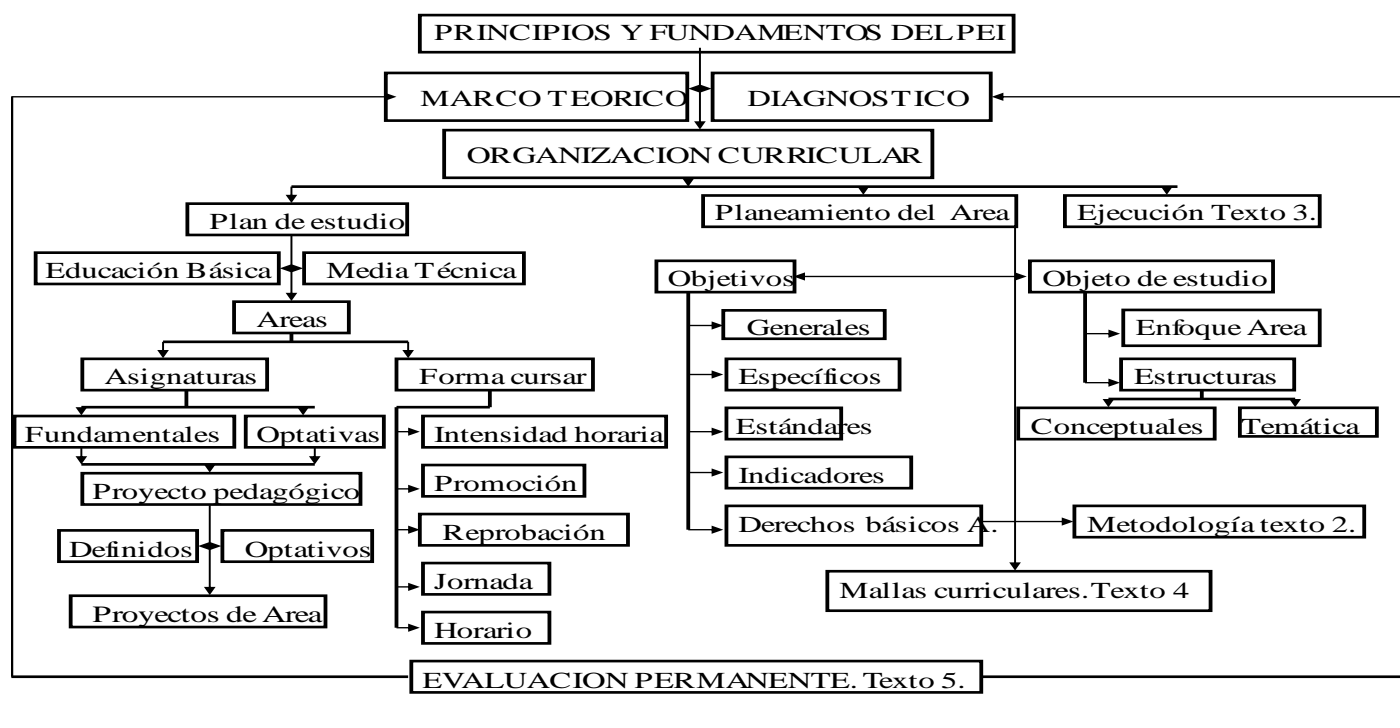 PRINCIPIOS Y FUNDAMENTOS DEL PEI
MARCO TEORICO
DIAGNOSTICO
ORGANIZACION CURRICULAR
Plan de estudio
Planeamiento del Area
Ejecución Texto 3.
Educación Básica
Media Técnica
Objetivos
Objeto de estudio
Areas
Generales
Enfoque Area
Asignaturas
Forma cursar
Específicos
Estructuras
Fundamentales
Optativas
Intensidad horaria
Estándares
Conceptuales
Temática
Proyecto pedagógico
Promoción
Indicadores
Definidos
Optativos
Reprobación
Derechos básicos A.
Metodología texto 2.
Jornada
Mallas curriculares. Texto 4
Proyectos de Area
Horario
EVALUACION PERMANENTE. Texto 5.